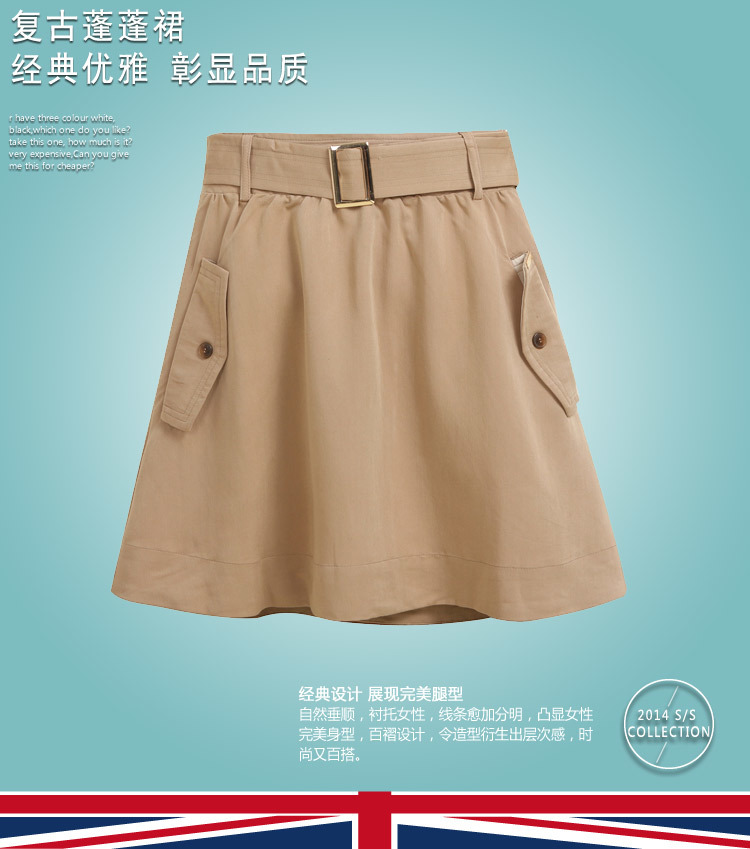 复古蓬蓬裙
经典优雅 彰显品质
r have three colour white,
black,which one do you like?
take this one, how much is it?
very expensive,Can you give
me this for cheaper?
经典设计 展现完美腿型
自然垂顺，衬托女性，线条愈加分明，凸显女性
完美身型，百褶设计，令造型衍生出层次感，时
尚又百搭。
2014 S/S
COLLECTION